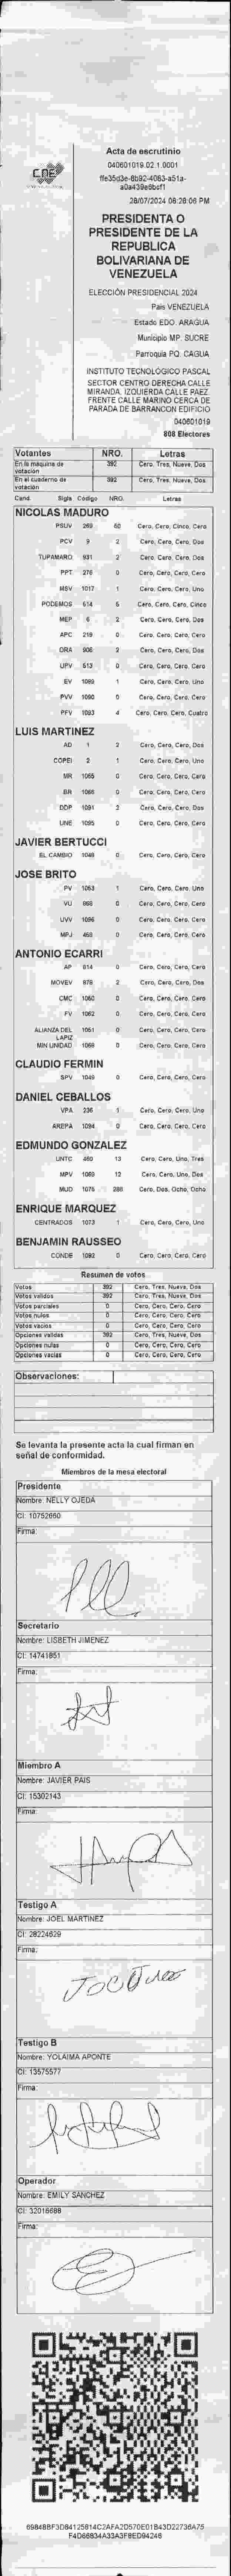 CNE
Acta de escrutinio
040601019.02.1.0001
28/07/2024 08:28:06 PM
PRESIDENTA O
PRESIDENTE DE LA
REPUBLICA
BOLIVARIANA DE
VENEZUELA
ELECCIÓN PRESIDENCIAL 2024
País VENEZUELA
Estado EDO. ARAGUA
Municipio MP. SUCRE
Parroquia PQ. CAGUA
INSTITUTO TECNOLÓGICO PASCAL
SECTOR CENTRO DERECHA CALLE
MIRANDA. IZQUIERDA CALLE PAEZ.
FRENTE CALLE MARINO CERCA DE
PARADA DE BARRANCON EDIFICIO
040601019
808 Electores
Votantes NRO. Letras
En la máquina de votación 392 Cero, Tres, Nueve, Dos
En el cuaderno de votación 392 Cero, Tres, Nueve, Dos
Cand. Sigla Código NRO. Letras
NICOLAS MADURO
PSUV Cero, Cero, Cinco, Cero
PCV 9 2 Cero, Cero, Cero, Dos
TUPAMARO 931 2 Cero, Cero, Cero, Dos
PPT 276 0 Cero, Cero, Cero, Cero
MSV 1017 1 Cero, Cero, Cero, Uno
PODEMOS 614 5 Cero, Cero, Cero, Cinco
MEP 6 2 Cero, Cero, Cero, Dos
APC 219 0 Cero, Cero, Cero, Cero
ORA 906 2 Cero, Cero, Cero, Dos
UPV 513 0 Cero, Cero, Cero, Cero
EV 1089 1 Cero, Cero, Cero, Uno
PVV 1090 0 Cero, Cero, Cero, Cero
PFV 1093 4 Cero, Cero, Cero, Cuatro
LUIS MARTINEZ
AD 1 2 Cero, Cero, Cero, Dos
COPEI 2 1 Cero, Cero, Cero, Uno
MR 1055 0 Cero, Cero, Cero, Cero
BR 1066 0 Cero, Cero, Cero, Cero
DDP 1091 2 Cero, Cero, Cero, Dos
UNE 1095 0 Cero, Cero, Cero, Cero
JAVIER BERTUCCI
EL CAMBIO 1048 0 Cero, Cero, Cero, Cero
JOSE BRITO
PV 1053 1 Cero, Cero, Cero, Uno
VU 868 0 Cero, Cero, Cero, Cero
UVV 1096 0 Cero, Cero, Cero, Cero
MPJ 468 0 Cero, Cero, Cero, Cero
ANTONIO ECARRI
AP 814 0 Cero, Cero, Cero, Cero
MOVEV 878 2 Cero, Cero, Cero, Dos
CMC 1060 0 Cero, Cero, Cero, Cero
FV 1062 0 Cero, Cero, Cero, Cero
ALIANZA DEL LAPIZ 1051 0 Cero, Cero, Cero, Cero
MIN UNIDAD 1069 0 Cero, Cero, Cero, Cero
CLAUDIO FERMIN
SPV 1049 0 Cero, Cero, Cero, Cero
DANIEL CEBALLOS
VPA 236 1 Cero, Cero, Cero, Uno
AREPA 1094 0 Cero, Cero, Cero, Cero
EDMUNDO GONZALEZ
UNTC 460 13 Cero, Cero, Uno, Tres
MPV 1069 12 Cero, Cero, Uno, Dos
MUD 1075 288 Cero, Dos, Ocho, Ocho
ENRIQUE MARQUEZ
CENTRADOS 1073 1 Cero, Cero, Cero, Uno
BENJAMIN RAUSSEO
CONDE 1092 0 Cero, Cero, Cero, Cero
Resumen de votos
Votos 392 Cero, Tres, Nueve, Dos
Votos validos 392 Cero, Tres, Nueve, Dos
Votos parciales 0 Cero, Cero, Cero, Cero
Votos nulos 0 Cero, Cero, Cero, Cero
Votos vacios 0 Cero, Cero, Cero, Cero
Opciones validas 392 Cero, Tres, Nueve, Dos
Opciones nulas 0 Cero, Cero, Cero, Cero
Opciones vacias 0 Cero, Cero, Cero, Cero
Observaciones:
Se levanta la presente acta la cual firman en
señal de conformidad.
Miembros de la mesa electoral
Presidente
Nombre: NELLY OJEDA
CI: 10752660
Firma:
Secretario
Nombre: LISBETH JIMENEZ
CI: 14741851
Firma:
Miembro A
Nombre: JAVIER PAIS
CI: 15302143
Firma:
Testigo A
Nombre: JOEL MARTINEZ
CI: 28224629
Firma:
Testigo B
Nombre: YOLAIMA APONTE
CI: 13575577
Firma:
Operador
Nombre: EMILY SANCHEZ
CI: 32016688
Firma: